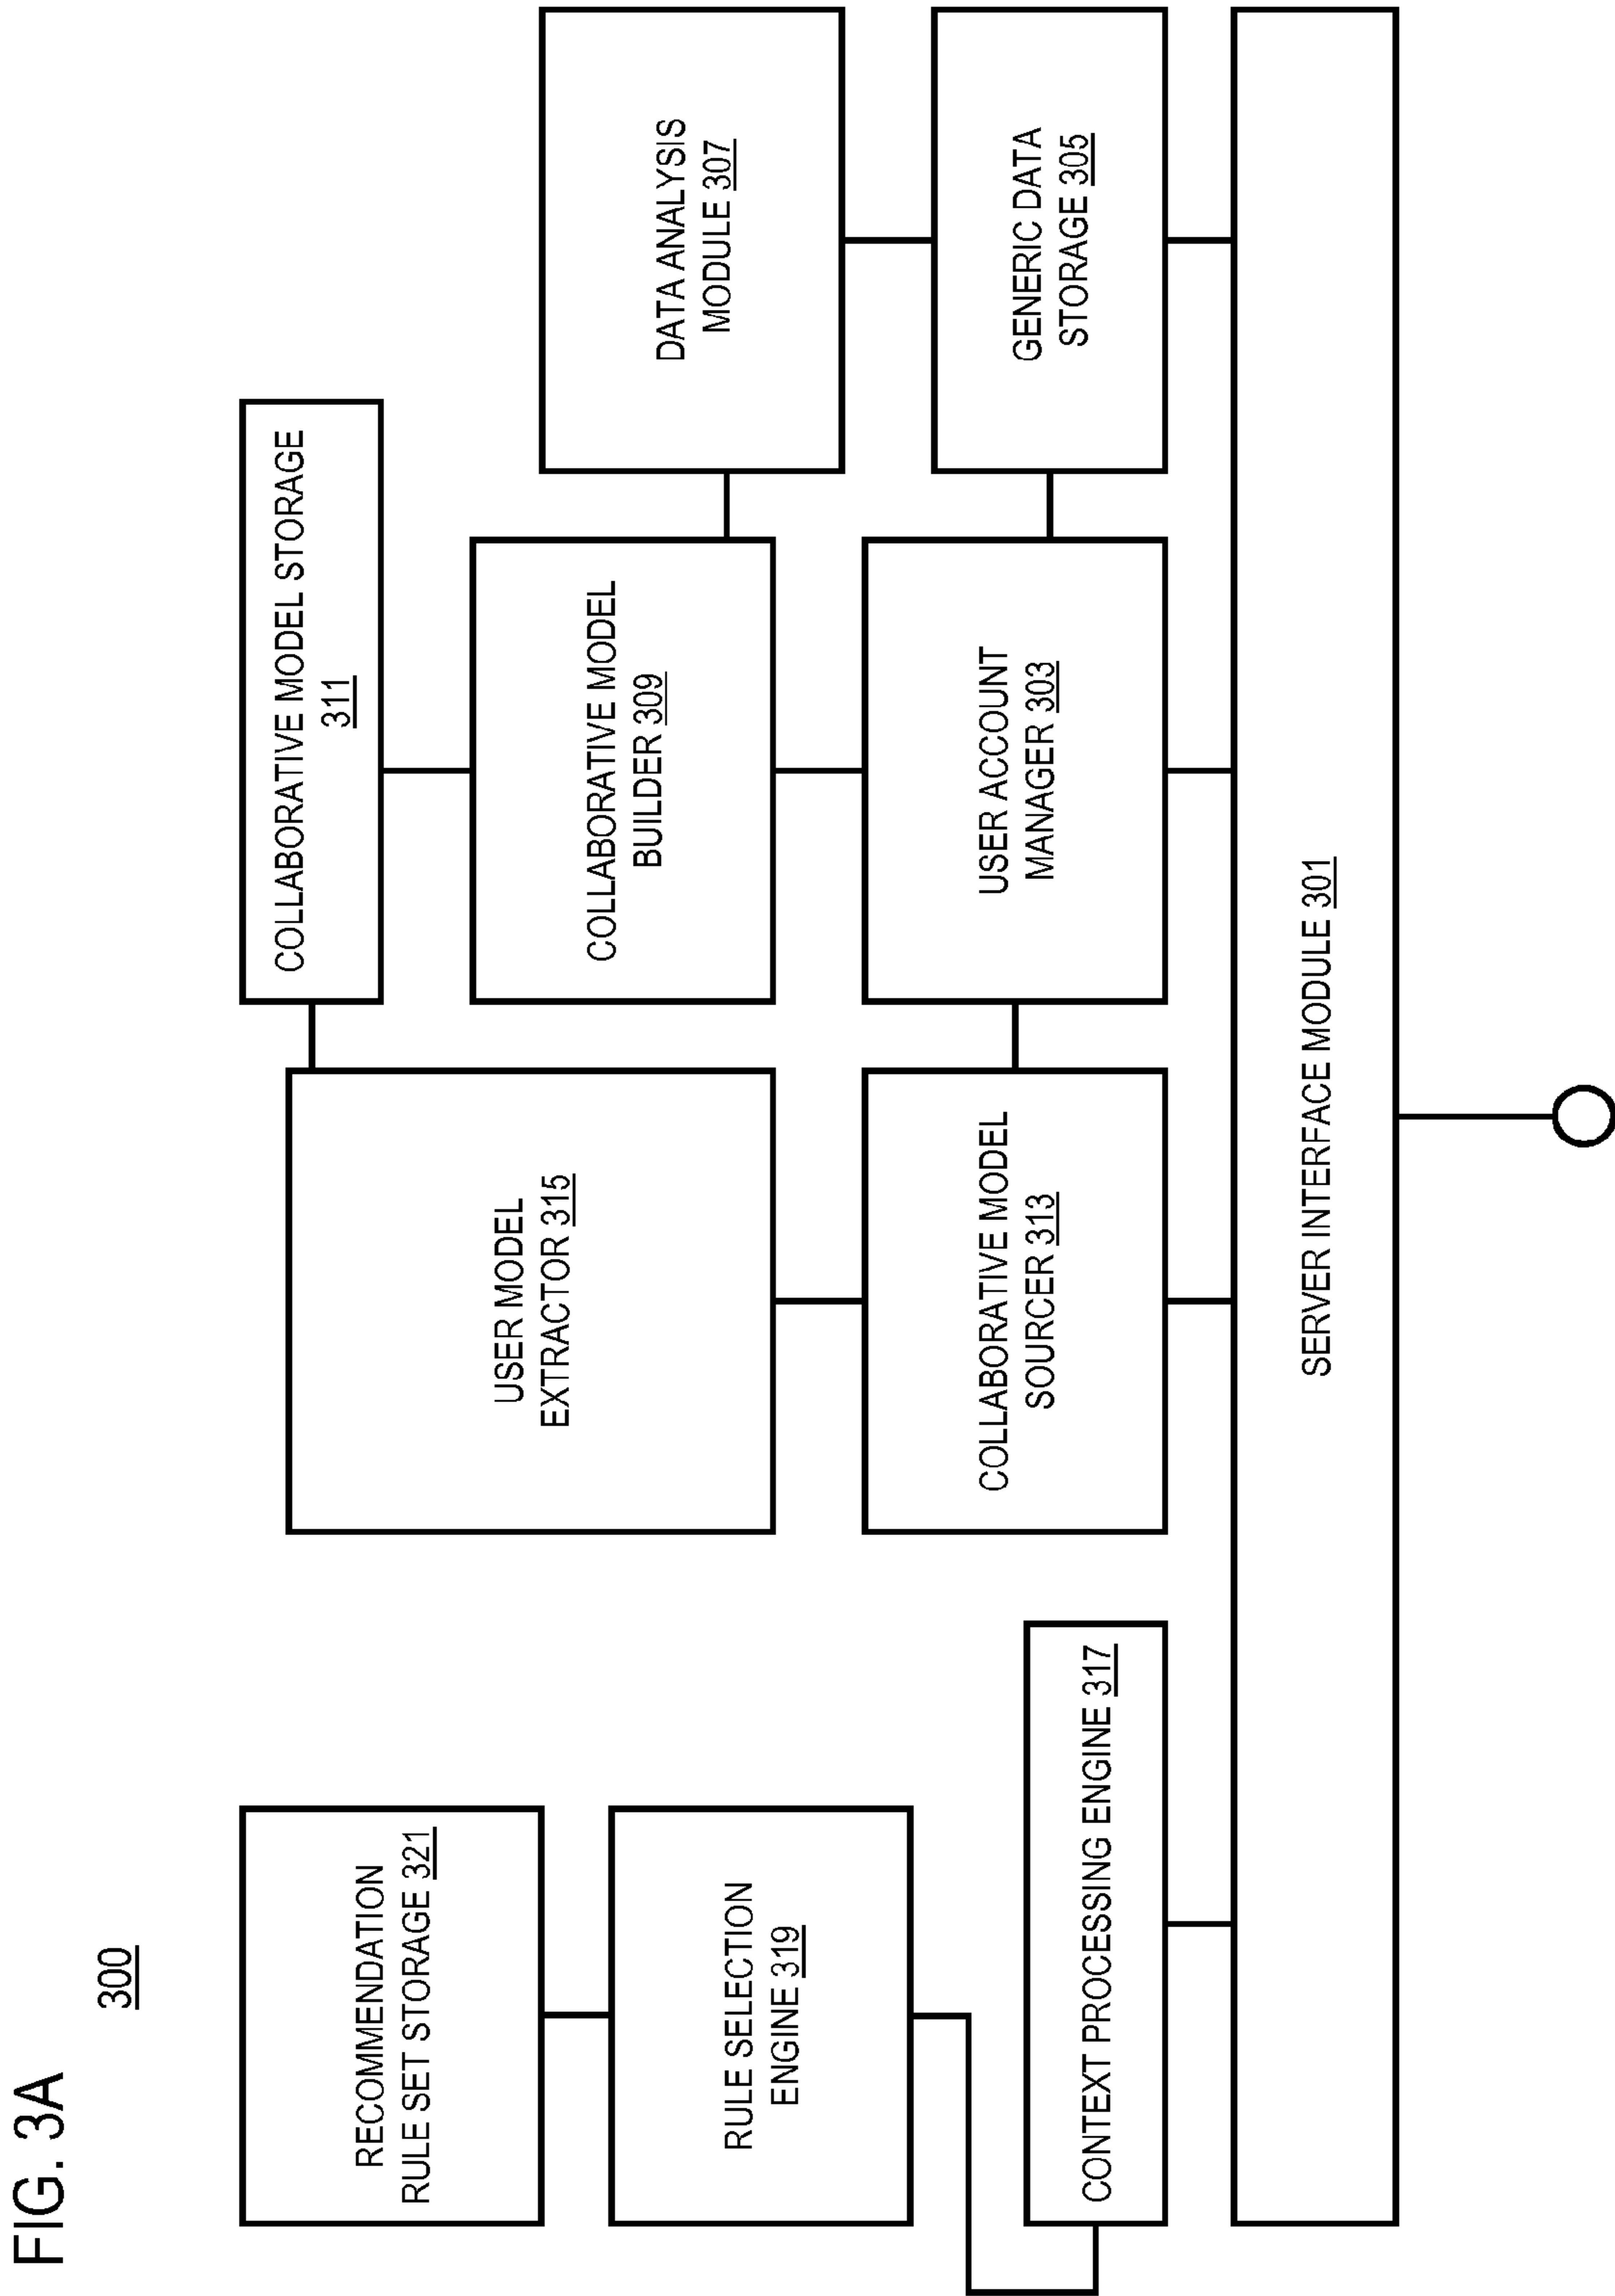 FIG. 3A
300
RECOMMENDATION
RULE SET STORAGE 321
RULE SELECTION
ENGINE 319
CONTEXT PROCESSING ENGINE 317
USER MODEL
EXTRACTOR 315
COLLABORATIVE MODEL
SOURCER 313
COLLABORATIVE MODEL STORAGE
311
COLLABORATIVE MODEL
BUILDER 309
USER ACCOUNT
MANAGER 303
DATA ANALYSIS
MODULE 307
GENERIC DATA
STORAGE 305
SERVER INTERFACE MODULE 301